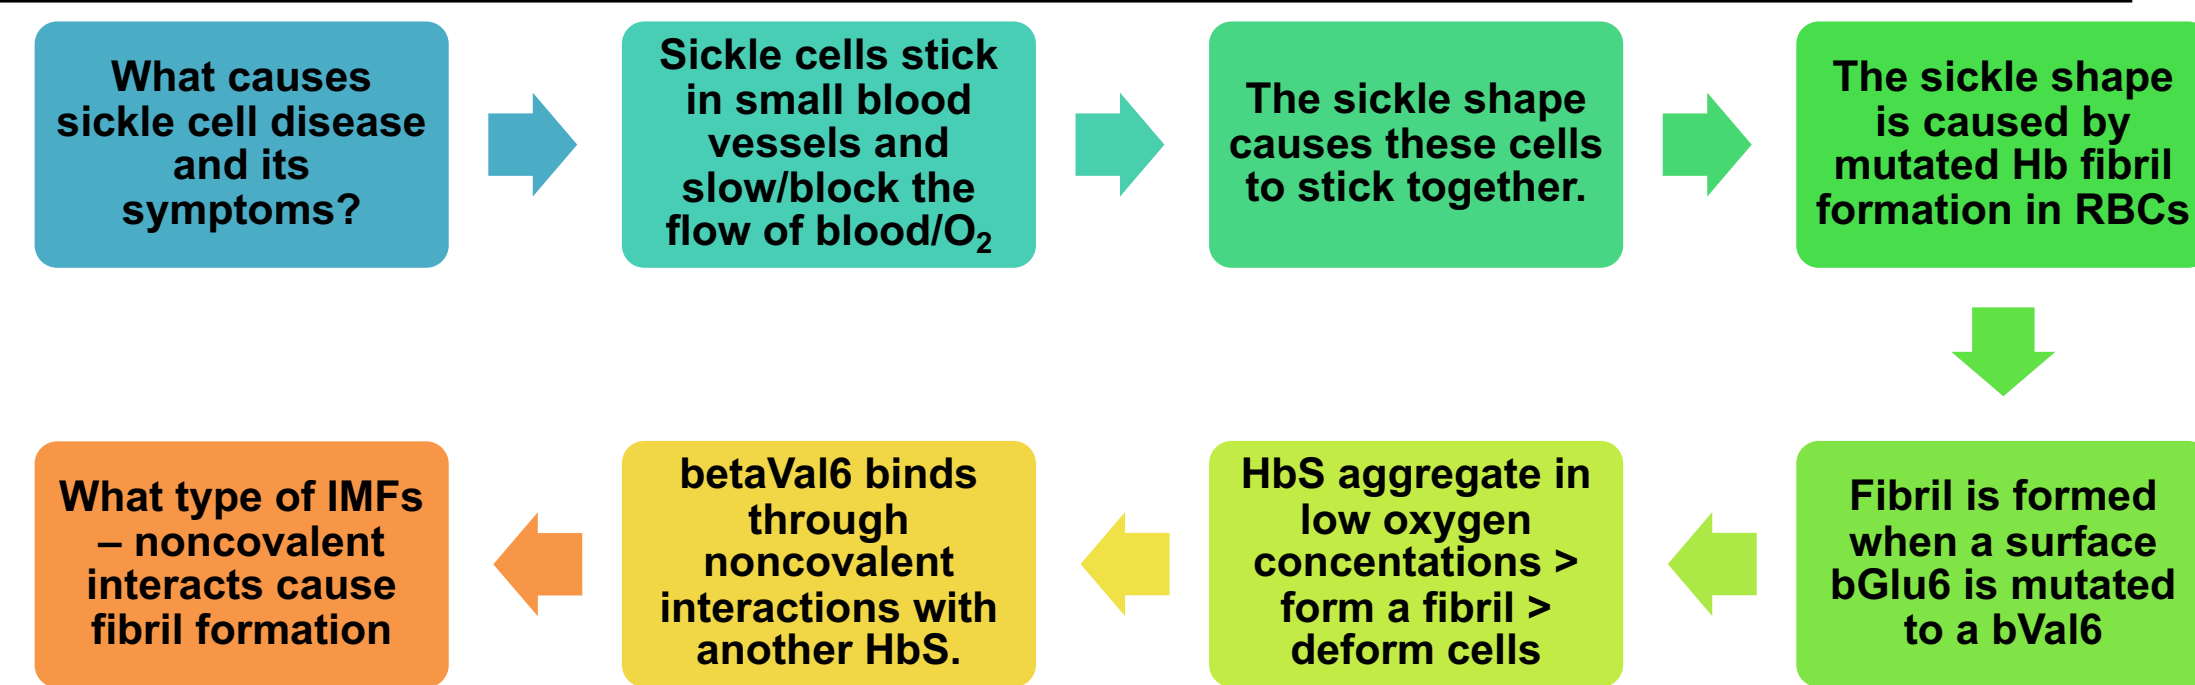 What causes
sickle cell disease
and its
symptoms?
Sickle cells stick
in small blood
vessels and
slow/block the
flow of blood/O₂
The sickle shape
causes these cells
to stick together.
The sickle shape
is caused by
mutated Hb fibril
formation in RBCs
Fibril is formed
when a surface
bGlu6 is mutated
to a bVal6
HbS aggregate in
low oxygen
concentations >
form a fibril >
deform cells
betaVal6 binds
through
noncovalent
interactions with
another HbS.
What type of IMFs
– noncovalent
interacts cause
fibril formation